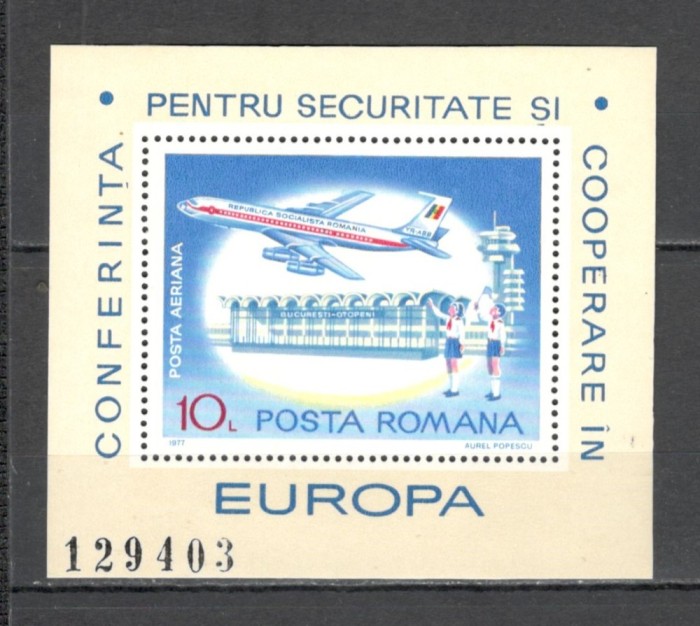 CONFERINȚA
PENTRU SECURITATE ȘI
COOPERARE ÎN
EUROPA
REPUBLICA SOCIALISTA ROMANIA
YR-ABB
POSTA AERIANA
BUCURESTI-OTOPENI
10L POSTA ROMANA
1977
AUREL POPESCU
129403